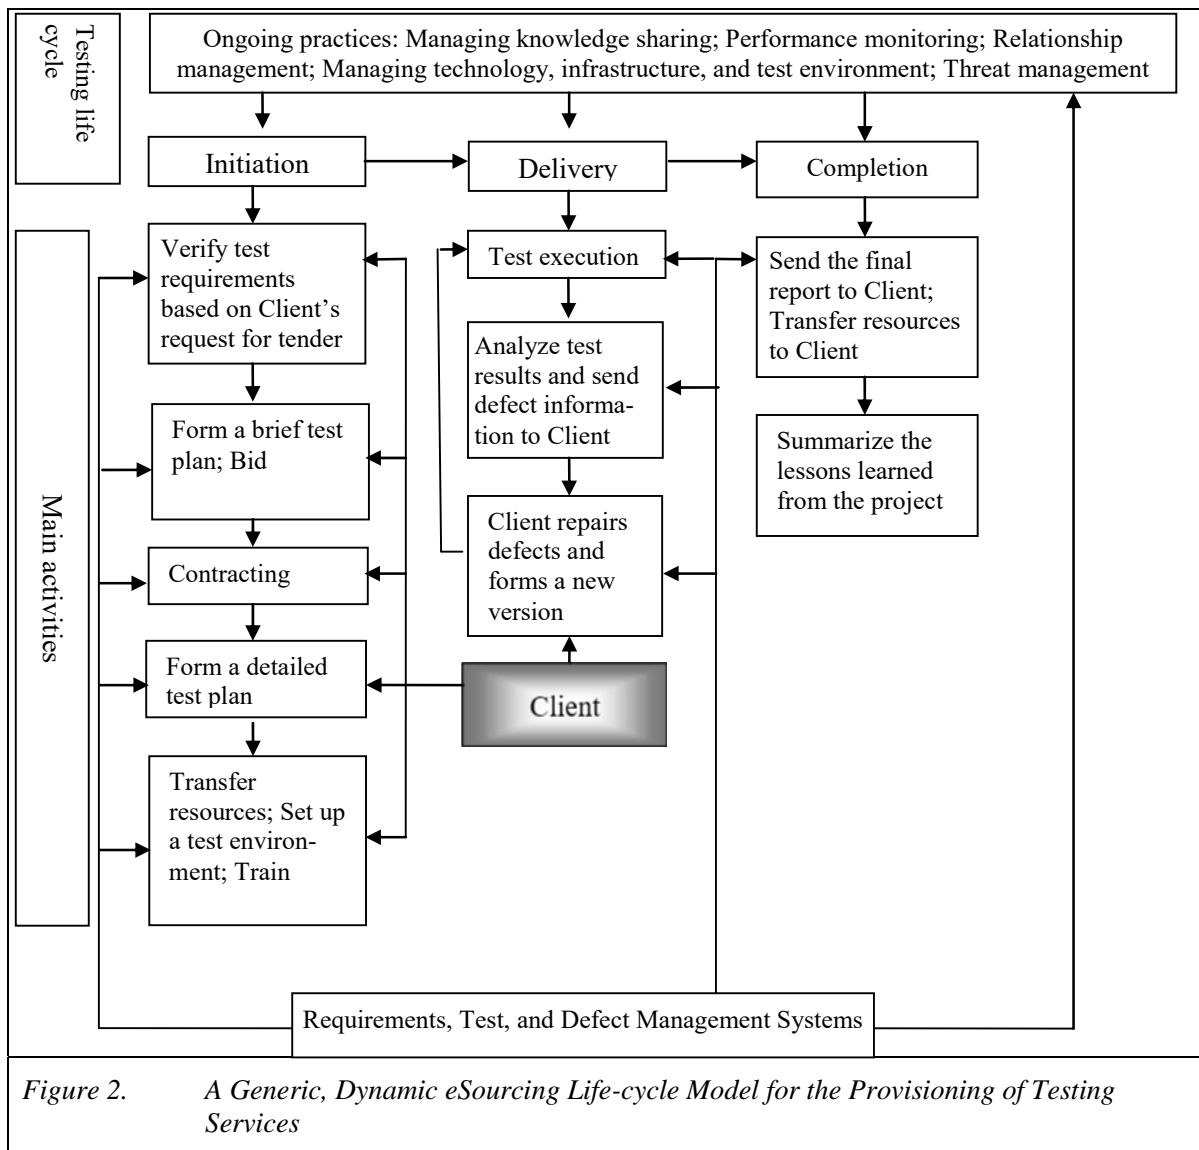 Testing life
cycle
Ongoing practices: Managing knowledge sharing; Performance monitoring; Relationship
management; Managing technology, infrastructure, and test environment; Threat management
Initiation
Delivery
Completion
Main activities
Verify test
requirements
based on Client’s
request for tender
Form a brief test
plan; Bid
Contracting
Form a detailed
test plan
Transfer
resources; Set up
a test environ-
ment; Train
Test execution
Analyze test
results and send
defect informa-
tion to Client
Client repairs
defects and
forms a new
version
Client
Send the final
report to Client;
Transfer resources
to Client
Summarize the
lessons learned
from the project
Requirements, Test, and Defect Management Systems
Figure 2. A Generic, Dynamic eSourcing Life-cycle Model for the Provisioning of Testing
Services